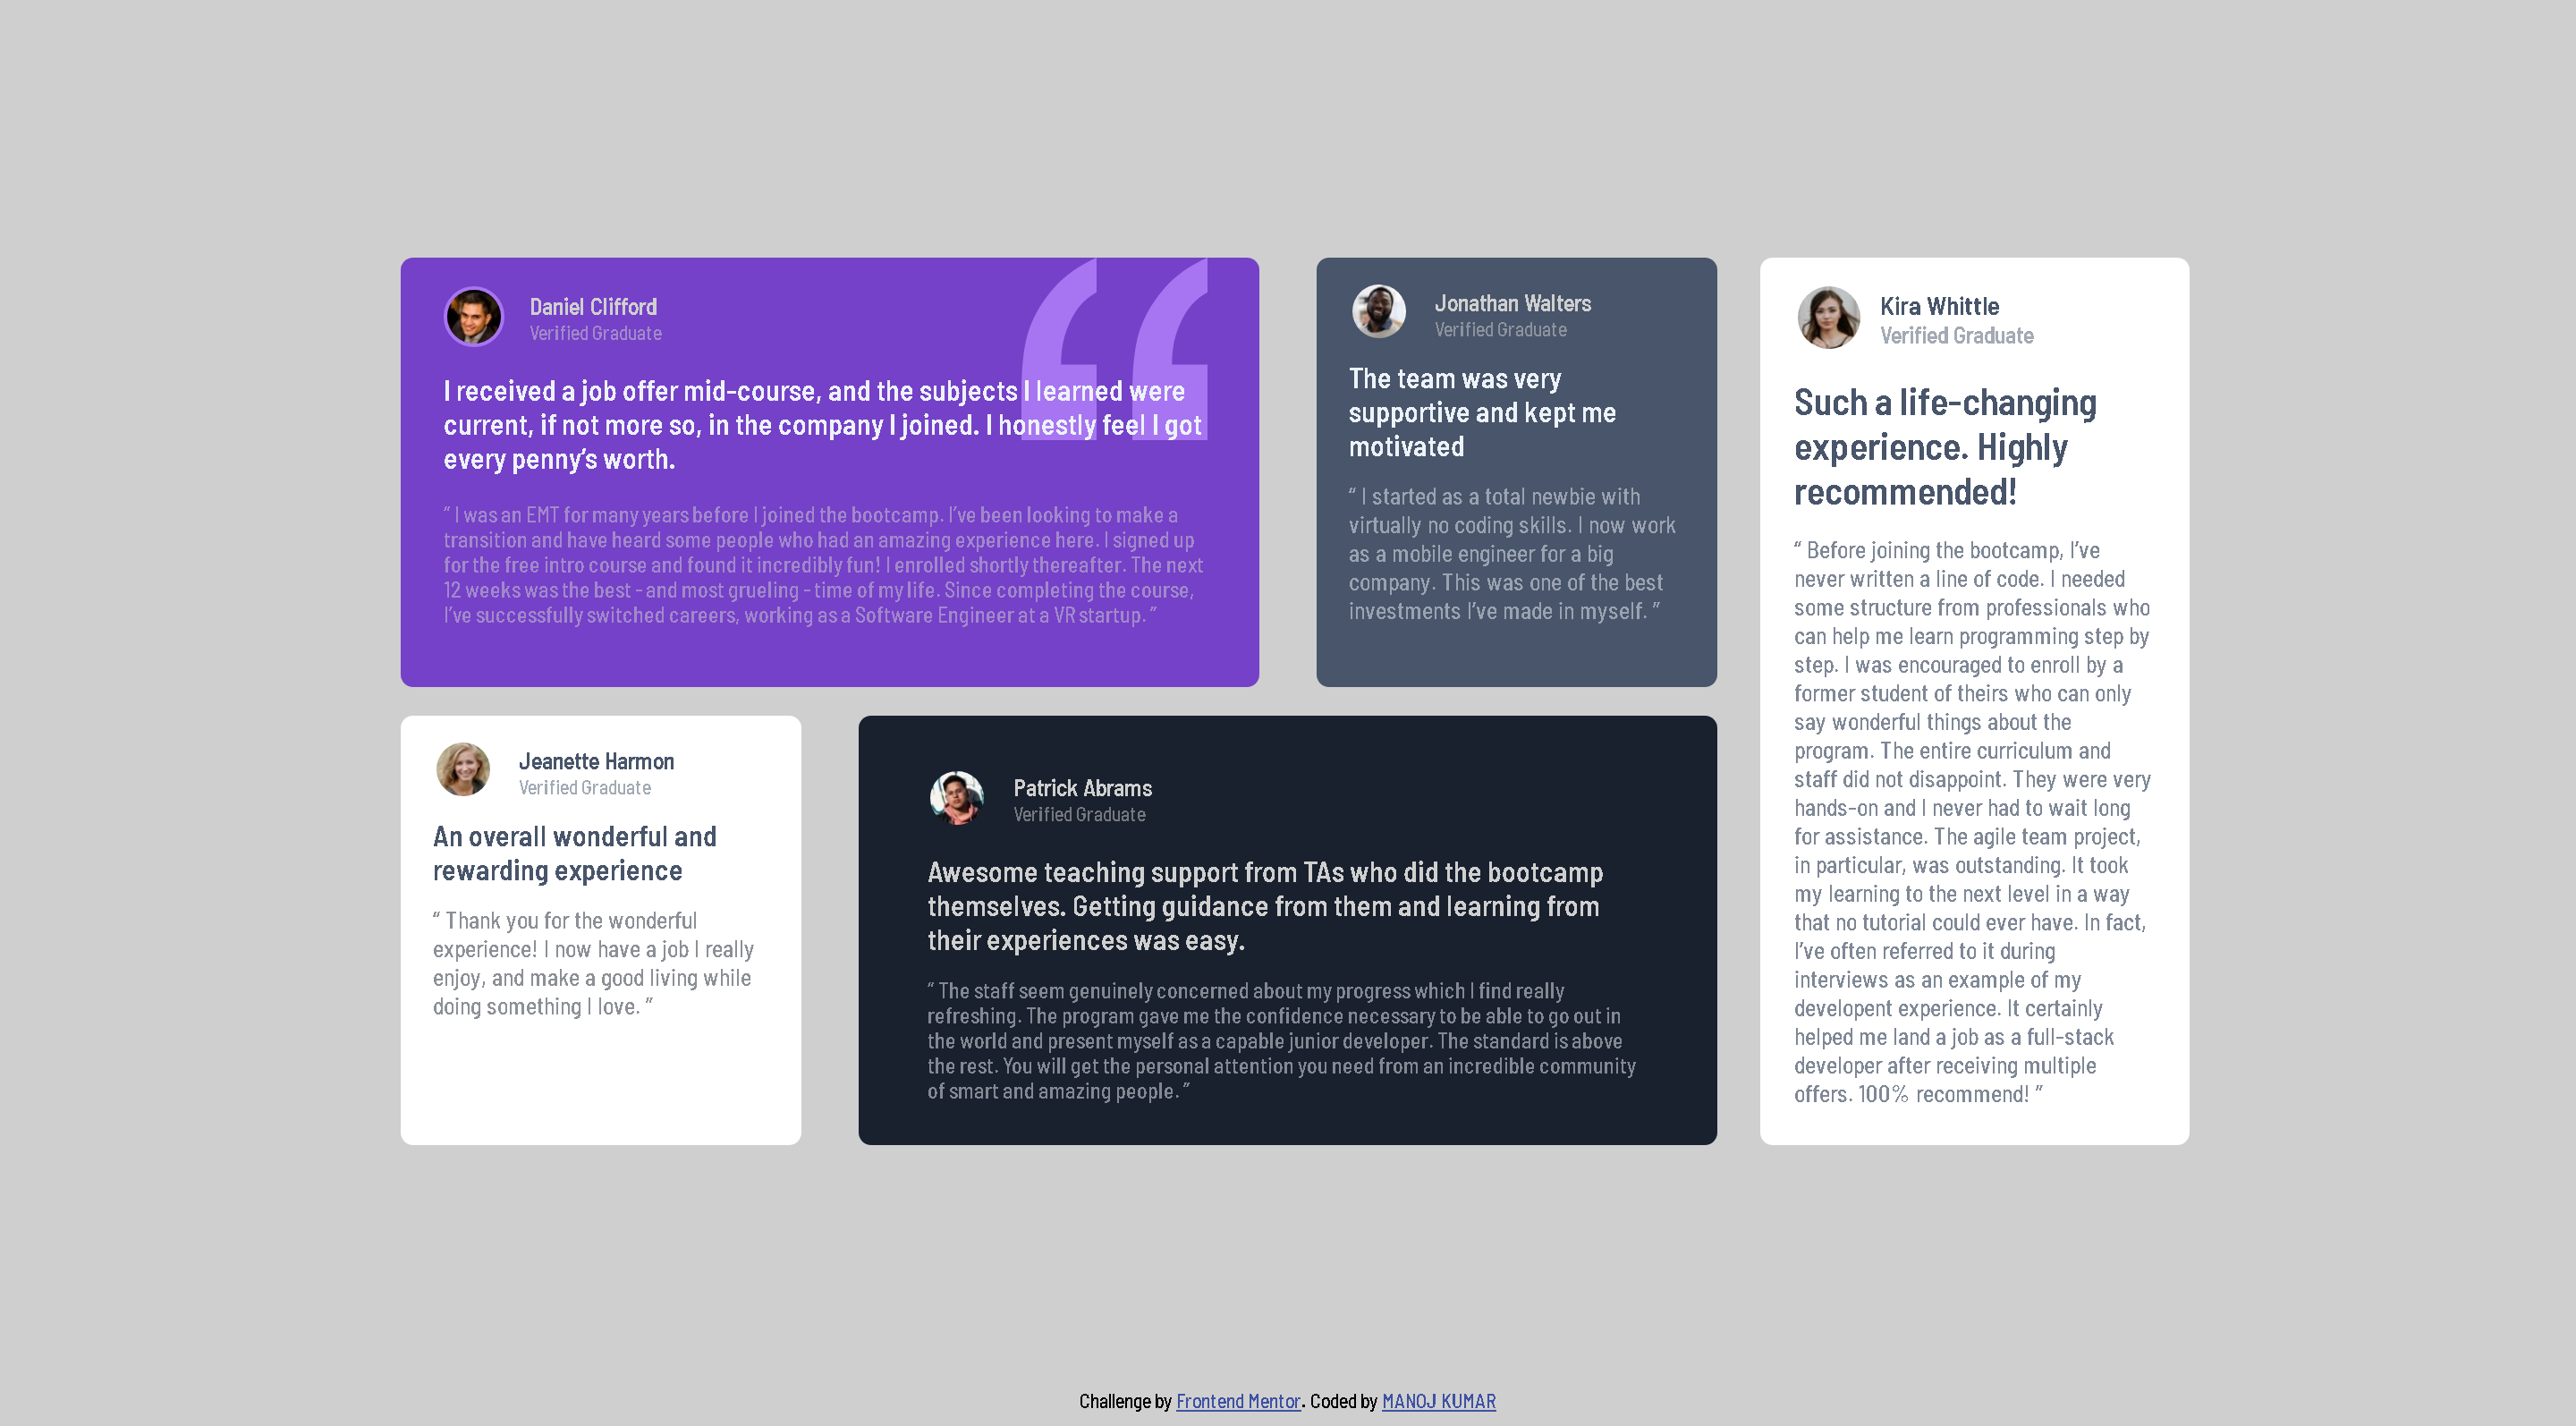 Daniel Clifford
Verified Graduate
I received a job offer mid-course, and the subjects I learned were
current, if not more so, in the company I joined. I honestly feel I got
every penny’s worth.
“ I was an EMT for many years before I joined the bootcamp. I’ve been looking to make a
transition and have heard some people who had an amazing experience here. I signed up
for the free intro course and found it incredibly fun! I enrolled shortly thereafter. The next
12 weeks was the best - and most grueling - time of my life. Since completing the course,
I’ve successfully switched careers, working as a Software Engineer at a VR startup. ”
Jonathan Walters
Verified Graduate
The team was very
supportive and kept me
motivated
“ I started as a total newbie with
virtually no coding skills. I now work
as a mobile engineer for a big
company. This was one of the best
investments I’ve made in myself. ”
Kira Whittle
Verified Graduate
Such a life-changing
experience. Highly
recommended!
“ Before joining the bootcamp, I’ve
never written a line of code. I needed
some structure from professionals who
can help me learn programming step by
step. I was encouraged to enroll by a
former student of theirs who can only
say wonderful things about the
program. The entire curriculum and
staff did not disappoint. They were very
hands-on and I never had to wait long
for assistance. The agile team project,
in particular, was outstanding. It took
my learning to the next level in a way
that no tutorial could ever have. In fact,
I’ve often referred to it during
interviews as an example of my
developent experience. It certainly
helped me land a job as a full-stack
developer after receiving multiple
offers. 100% recommend! ”
Jeanette Harmon
Verified Graduate
An overall wonderful and
rewarding experience
“ Thank you for the wonderful
experience! I now have a job I really
enjoy, and make a good living while
doing something I love. ”
Patrick Abrams
Verified Graduate
Awesome teaching support from TAs who did the bootcamp
themselves. Getting guidance from them and learning from
their experiences was easy.
“ The staff seem genuinely concerned about my progress which I find really
refreshing. The program gave me the confidence necessary to be able to go out in
the world and present myself as a capable junior developer. The standard is above
the rest. You will get the personal attention you need from an incredible community
of smart and amazing people. ”
Challenge by Frontend Mentor. Coded by MANOJ KUMAR